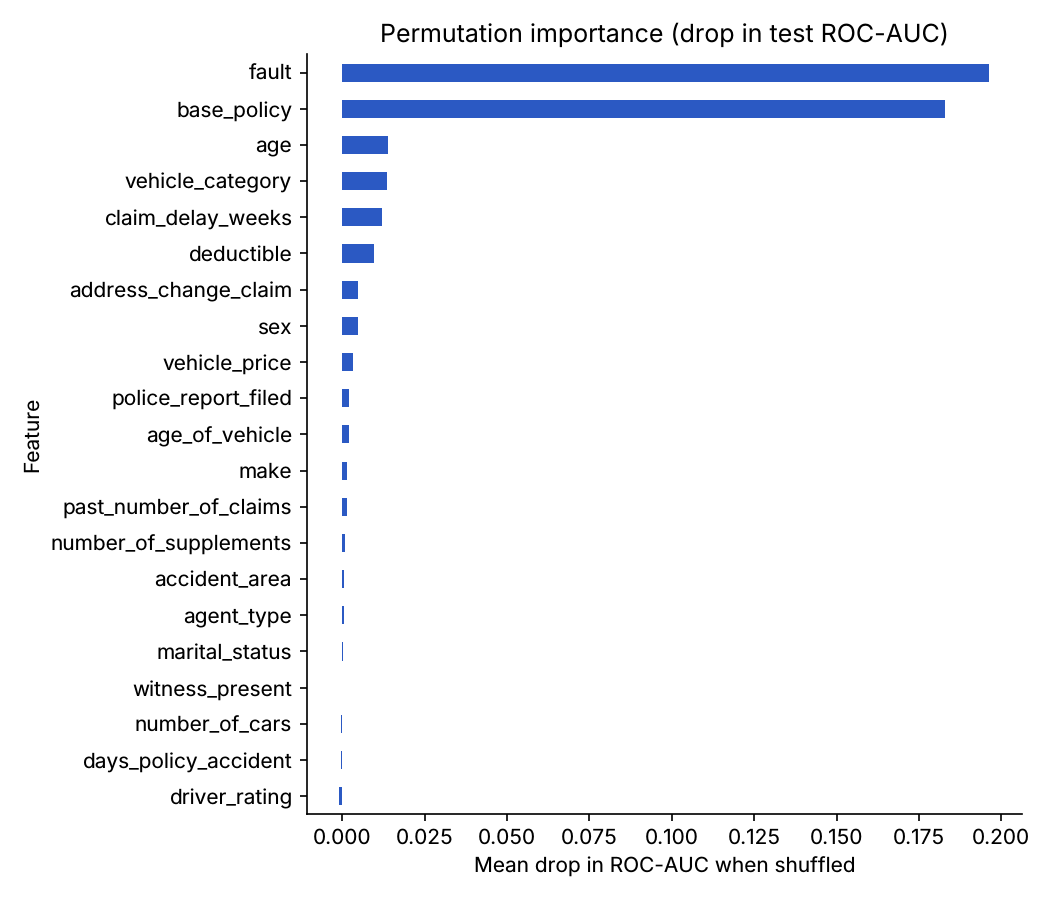 Permutation importance (drop in test ROC-AUC)
fault
base_policy
age
vehicle_category
claim_delay_weeks
deductible
address_change_claim
sex
vehicle_price
police_report_filed
age_of_vehicle
make
past_number_of_claims
number_of_supplements
accident_area
agent_type
marital_status
witness_present
number_of_cars
days_policy_accident
driver_rating
Feature
0.000 0.025 0.050 0.075 0.100 0.125 0.150 0.175 0.200
Mean drop in ROC-AUC when shuffled